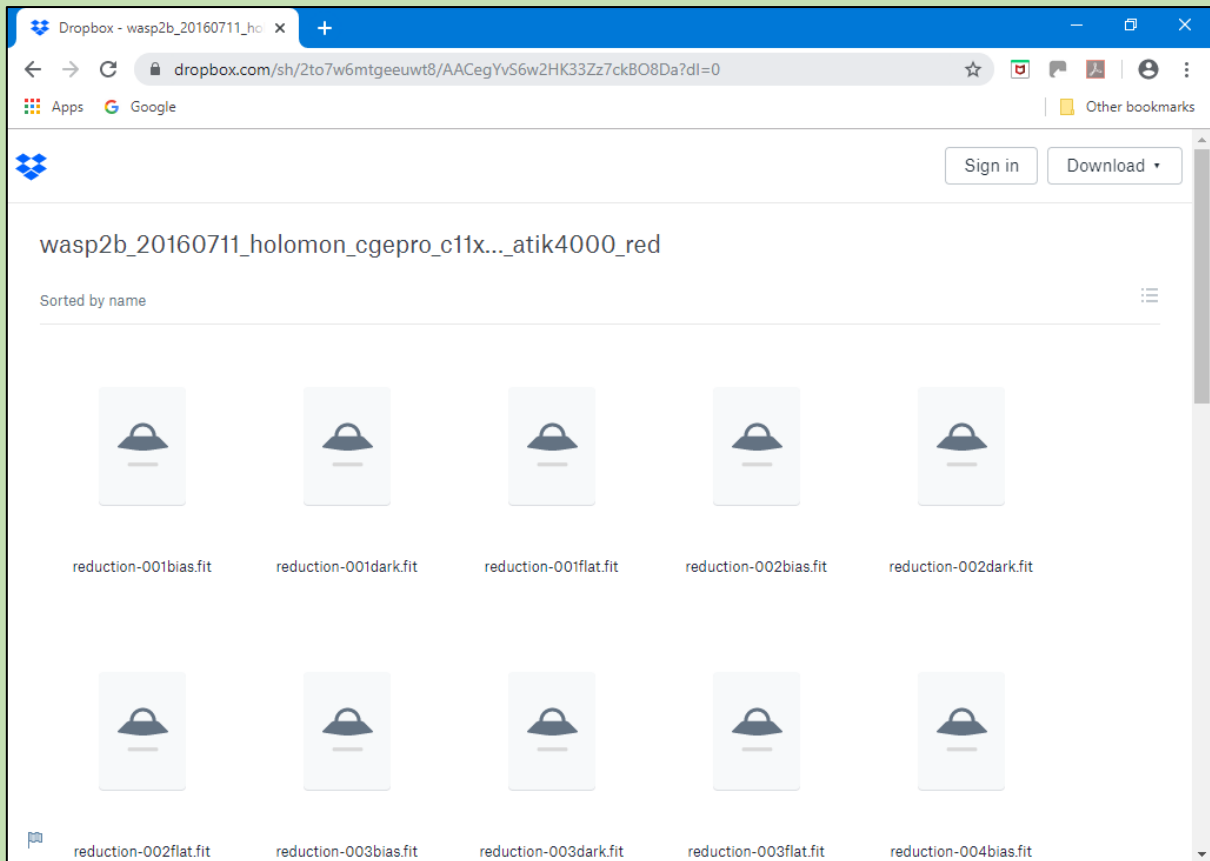 Dropbox - wasp2b_20160711_ho
dropbox.com/sh/2to7w6mtgeeuwt8/AACegYvS6w2HK33Zz7ckBO8Da?dl=0
Apps Google Other bookmarks
Sign in Download
wasp2b_20160711_holomon_cgepro_c11x..._atik4000_red
Sorted by name
reduction-001bias.fit reduction-001dark.fit reduction-001flat.fit reduction-002bias.fit reduction-002dark.fit
reduction-002flat.fit reduction-003bias.fit reduction-003dark.fit reduction-003flat.fit reduction-004bias.fit